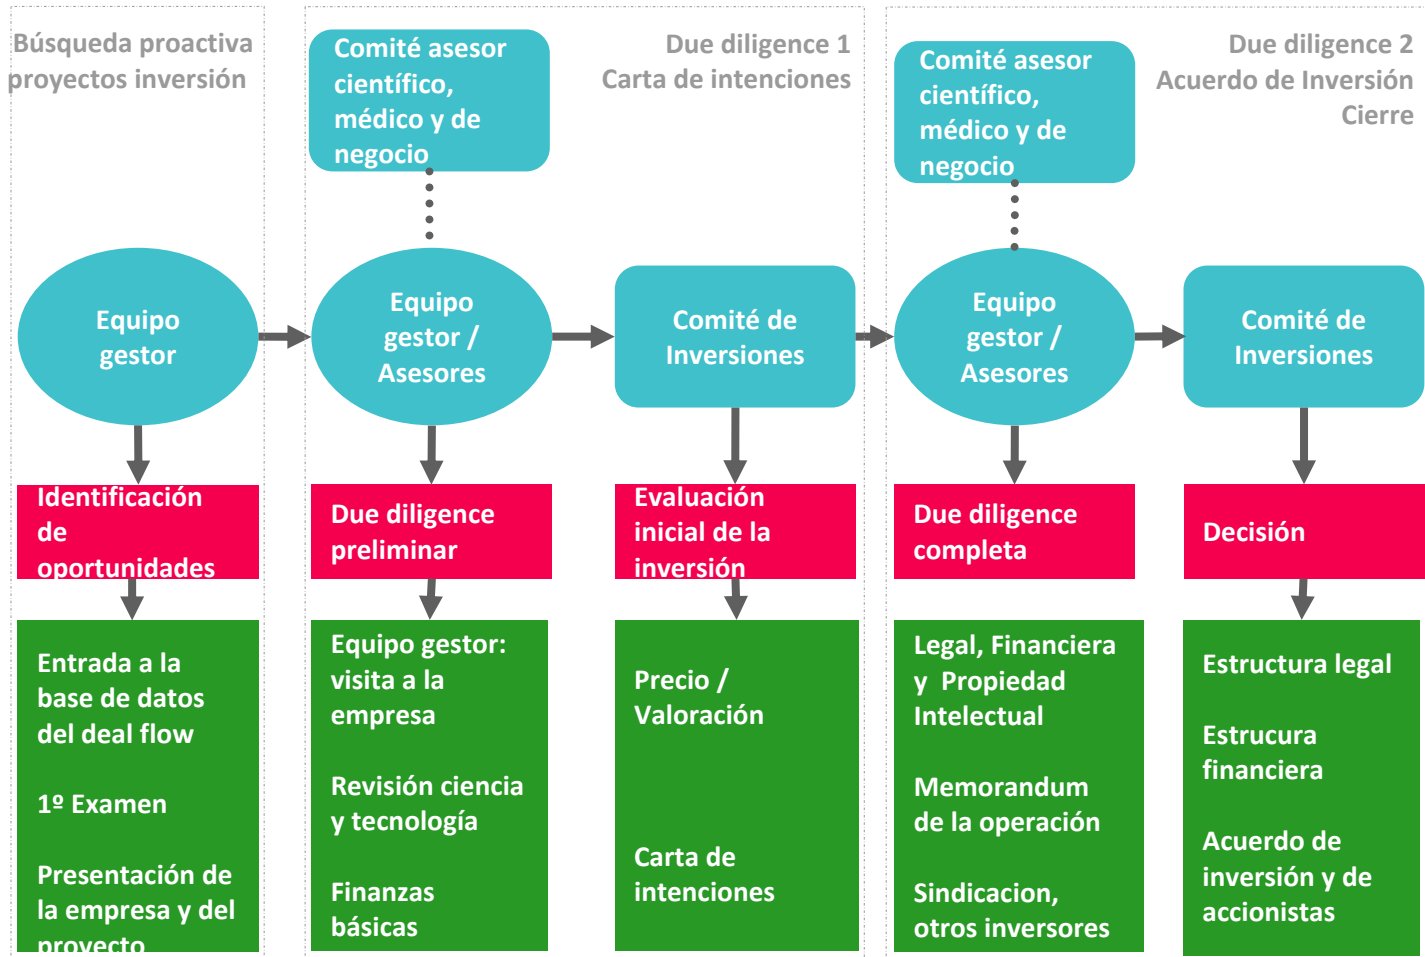 Búsqueda proactiva
proyectos inversión
Comité asesor
científico,
médico y de
negocio
Due diligence 1
Carta de intenciones
Comité asesor
científico,
médico y de
negocio
Due diligence 2
Acuerdo de Inversión
Cierre
Equipo
gestor
Equipo
gestor /
Asesores
Comité de
Inversiones
Equipo
gestor /
Asesores
Comité de
Inversiones
Identificación
de
oportunidades
Due diligence
preliminar
Evaluación
inicial de la
inversión
Due diligence
completa
Decisión
Entrada a la
base de datos
del deal flow
1º Examen
Presentación de
la empresa y del
proyecto
Equipo gestor:
visita a la
empresa
Revisión ciencia
y tecnología
Finanzas
básicas
Precio /
Valoración
Carta de
intenciones
Legal, Financiera
y Propiedad
Intelectual
Memorandum
de la operación
Sindicacion,
otros inversores
Estructura legal
Estrucura
financiera
Acuerdo de
inversión y de
accionistas